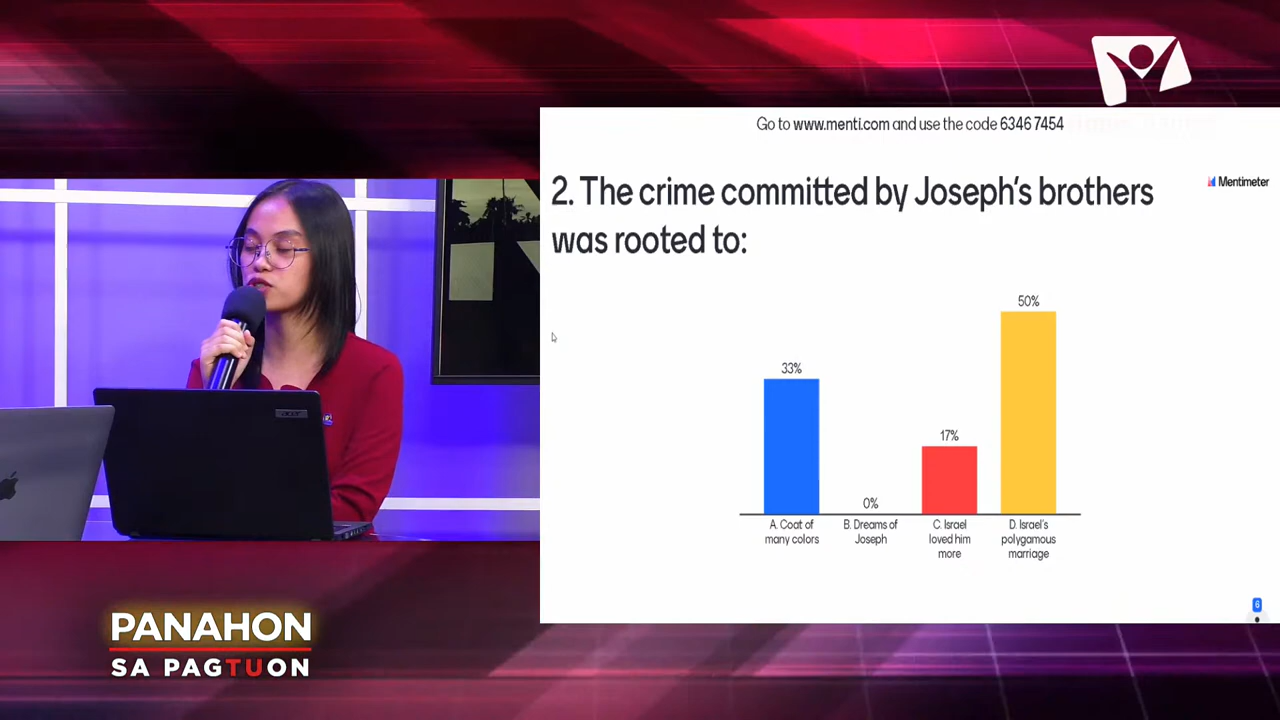 Go to www.menti.com and use the code 6346 7454
Mentimeter
2. The crime committed by Joseph's brothers
was rooted to:
50%
33%
17%
0%
A. Coat of
many colors
B. Dreams of
Joseph
C. Israel
loved him
more
D. Israel's
polygamous
marriage
6
acer
PANAHON
SA PAGTUON